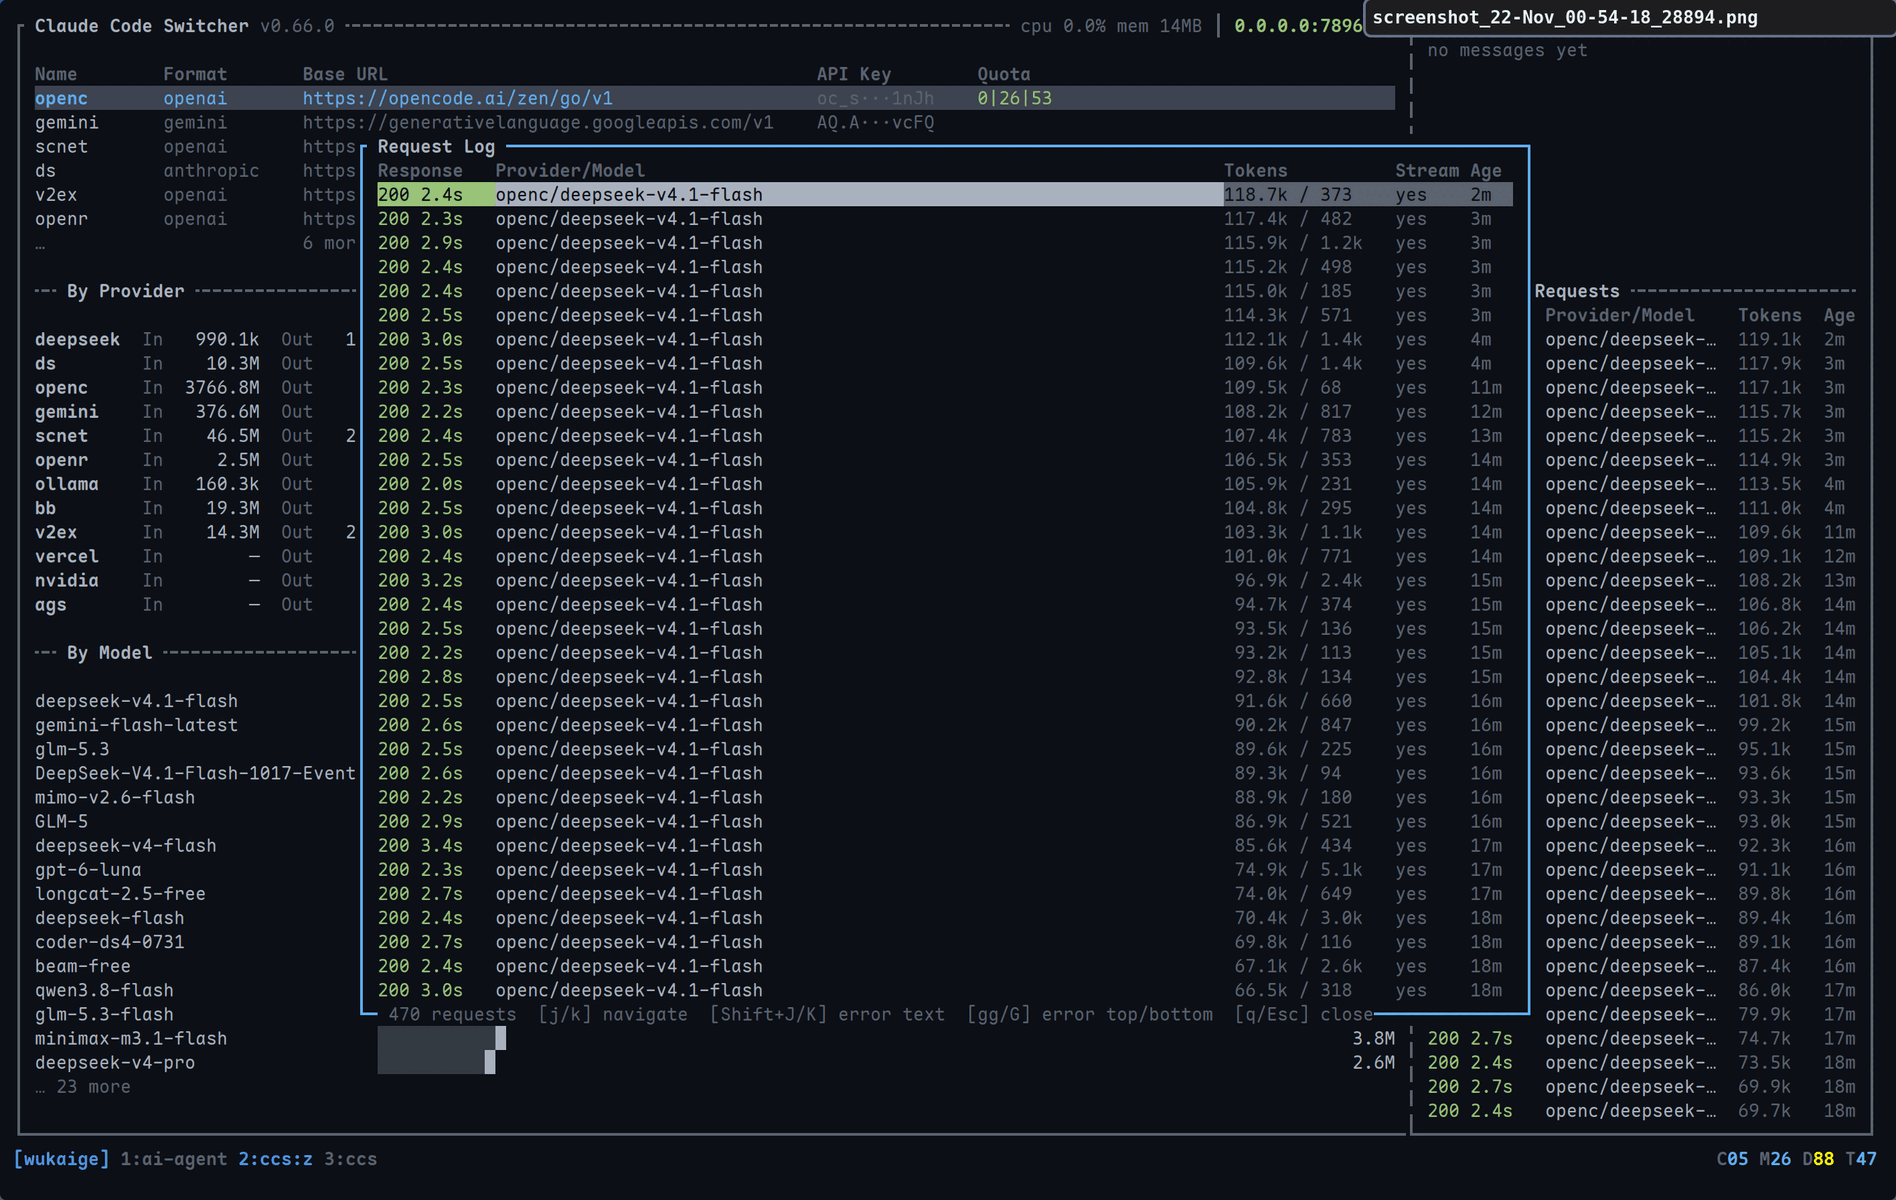 Claude Code Switcher v0.66.0 cpu 0.0% mem 14MB 0.0.0.0:7896
screenshot_22-Nov_00-54-18_28894.png
no messages yet
Name Format Base URL API Key Quota
openc openai https://opencode.ai/zen/go/v1 oc_s···1nJh 0|26|53
gemini gemini https://generativelanguage.googleapis.com/v1 AQ.A···vcFQ
scnet openai https
ds anthropic https
v2ex openai https
openr openai https
… 6 mor
By Provider
deepseek In 990.1k Out 1
ds In 10.3M Out
openc In 3766.8M Out
gemini In 376.6M Out
scnet In 46.5M Out 2
openr In 2.5M Out
ollama In 160.3k Out
bb In 19.3M Out
v2ex In 14.3M Out 2
vercel In — Out
nvidia In — Out
ags In — Out
By Model
deepseek-v4.1-flash
gemini-flash-latest
glm-5.3
DeepSeek-V4.1-Flash-1017-Event
mimo-v2.6-flash
GLM-5
deepseek-v4-flash
gpt-6-luna
longcat-2.5-free
deepseek-flash
coder-ds4-0731
beam-free
qwen3.8-flash
glm-5.3-flash
minimax-m3.1-flash 3.8M
deepseek-v4-pro 2.6M
… 23 more
Request Log
Response Provider/Model Tokens Stream Age
200 2.4s openc/deepseek-v4.1-flash 118.7k / 373 yes 2m
200 2.3s openc/deepseek-v4.1-flash 117.4k / 482 yes 3m
200 2.9s openc/deepseek-v4.1-flash 115.9k / 1.2k yes 3m
200 2.4s openc/deepseek-v4.1-flash 115.2k / 498 yes 3m
200 2.4s openc/deepseek-v4.1-flash 115.0k / 185 yes 3m
200 2.5s openc/deepseek-v4.1-flash 114.3k / 571 yes 3m
200 3.0s openc/deepseek-v4.1-flash 112.1k / 1.4k yes 4m
200 2.5s openc/deepseek-v4.1-flash 109.6k / 1.4k yes 4m
200 2.3s openc/deepseek-v4.1-flash 109.5k / 68 yes 11m
200 2.2s openc/deepseek-v4.1-flash 108.2k / 817 yes 12m
200 2.4s openc/deepseek-v4.1-flash 107.4k / 783 yes 13m
200 2.5s openc/deepseek-v4.1-flash 106.5k / 353 yes 14m
200 2.0s openc/deepseek-v4.1-flash 105.9k / 231 yes 14m
200 2.5s openc/deepseek-v4.1-flash 104.8k / 295 yes 14m
200 3.0s openc/deepseek-v4.1-flash 103.3k / 1.1k yes 14m
200 2.4s openc/deepseek-v4.1-flash 101.0k / 771 yes 14m
200 3.2s openc/deepseek-v4.1-flash 96.9k / 2.4k yes 15m
200 2.4s openc/deepseek-v4.1-flash 94.7k / 374 yes 15m
200 2.5s openc/deepseek-v4.1-flash 93.5k / 136 yes 15m
200 2.2s openc/deepseek-v4.1-flash 93.2k / 113 yes 15m
200 2.8s openc/deepseek-v4.1-flash 92.8k / 134 yes 15m
200 2.5s openc/deepseek-v4.1-flash 91.6k / 660 yes 16m
200 2.6s openc/deepseek-v4.1-flash 90.2k / 847 yes 16m
200 2.5s openc/deepseek-v4.1-flash 89.6k / 225 yes 16m
200 2.6s openc/deepseek-v4.1-flash 89.3k / 94 yes 16m
200 2.2s openc/deepseek-v4.1-flash 88.9k / 180 yes 16m
200 2.9s openc/deepseek-v4.1-flash 86.9k / 521 yes 16m
200 3.4s openc/deepseek-v4.1-flash 85.6k / 434 yes 17m
200 2.3s openc/deepseek-v4.1-flash 74.9k / 5.1k yes 17m
200 2.7s openc/deepseek-v4.1-flash 74.0k / 649 yes 17m
200 2.4s openc/deepseek-v4.1-flash 70.4k / 3.0k yes 18m
200 2.7s openc/deepseek-v4.1-flash 69.8k / 116 yes 18m
200 2.4s openc/deepseek-v4.1-flash 67.1k / 2.6k yes 18m
200 3.0s openc/deepseek-v4.1-flash 66.5k / 318 yes 18m
470 requests [j/k] navigate [Shift+J/K] error text [gg/G] error top/bottom [q/Esc] close
Requests
Provider/Model Tokens Age
openc/deepseek-… 119.1k 2m
openc/deepseek-… 117.9k 3m
openc/deepseek-… 117.1k 3m
openc/deepseek-… 115.7k 3m
openc/deepseek-… 115.2k 3m
openc/deepseek-… 114.9k 3m
openc/deepseek-… 113.5k 4m
openc/deepseek-… 111.0k 4m
openc/deepseek-… 109.6k 11m
openc/deepseek-… 109.1k 12m
openc/deepseek-… 108.2k 13m
openc/deepseek-… 106.8k 14m
openc/deepseek-… 106.2k 14m
openc/deepseek-… 105.1k 14m
openc/deepseek-… 104.4k 14m
openc/deepseek-… 101.8k 14m
openc/deepseek-… 99.2k 15m
openc/deepseek-… 95.1k 15m
openc/deepseek-… 93.6k 15m
openc/deepseek-… 93.3k 15m
openc/deepseek-… 93.0k 15m
openc/deepseek-… 92.3k 16m
openc/deepseek-… 91.1k 16m
openc/deepseek-… 89.8k 16m
openc/deepseek-… 89.4k 16m
openc/deepseek-… 89.1k 16m
openc/deepseek-… 87.4k 16m
openc/deepseek-… 86.0k 17m
openc/deepseek-… 79.9k 17m
200 2.7s openc/deepseek-… 74.7k 17m
200 2.4s openc/deepseek-… 73.5k 18m
200 2.7s openc/deepseek-… 69.9k 18m
200 2.4s openc/deepseek-… 69.7k 18m
[wukaige] 1:ai-agent 2:ccs:z 3:ccs
C05 M26 D88 T47